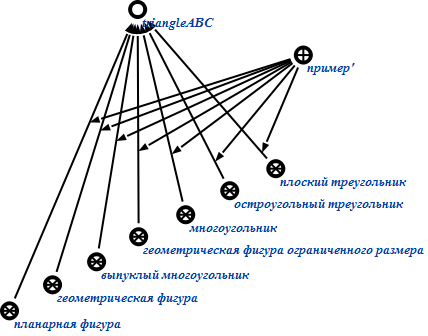 triangleABC
пример'
плоский треугольник
остроугольный треугольник
многоугольник
геометрическая фигура ограниченного размера
выпуклый многоугольник
геометрическая фигура
планарная фигура